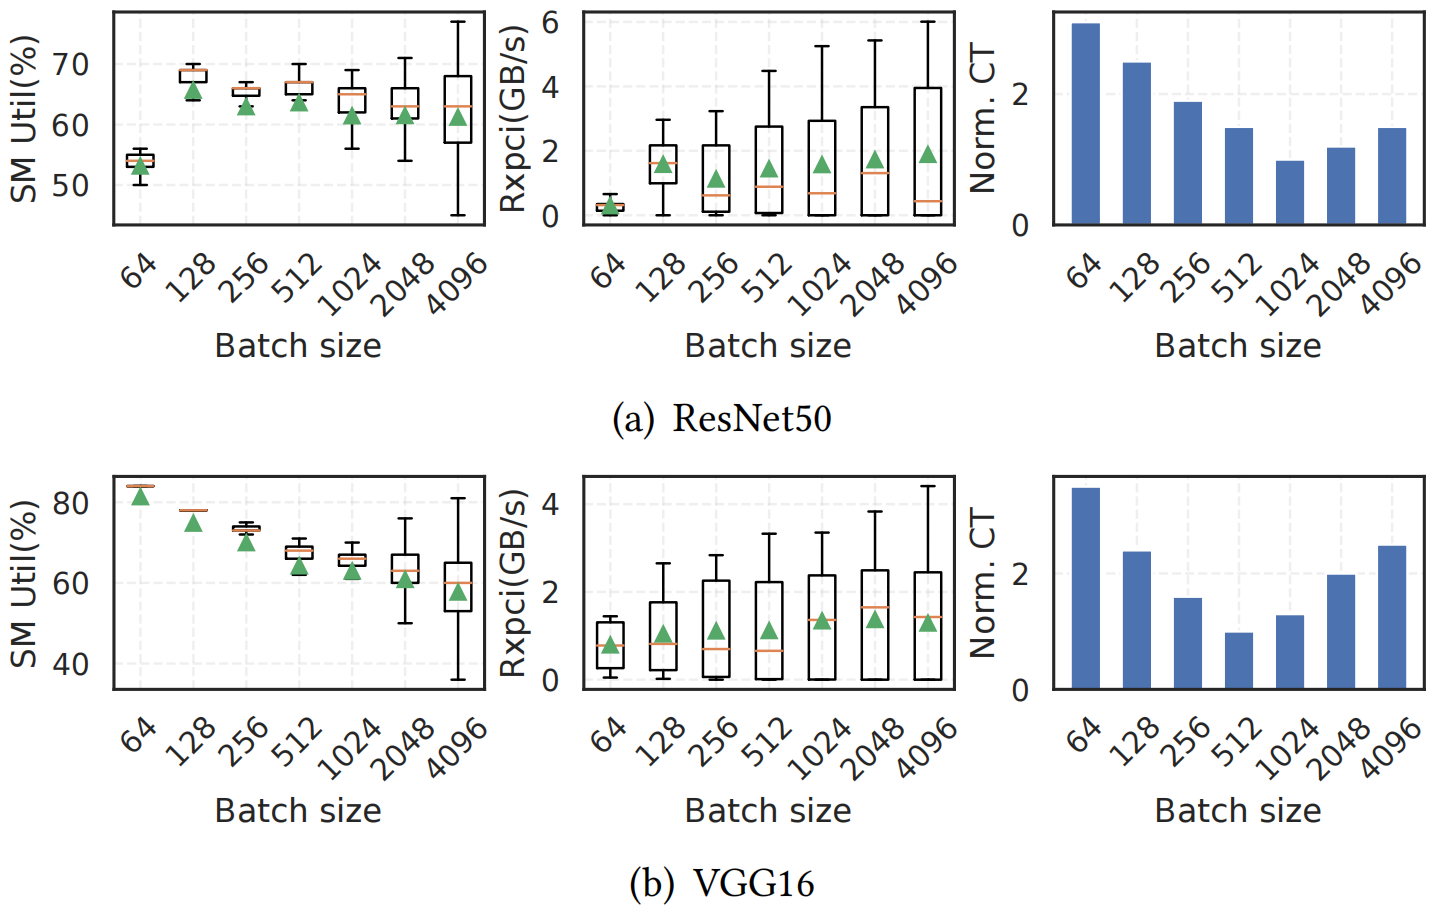 SM Util(%)
70
60
50
64 128 256 512 1024 2048 4096
Batch size
Rxpci(GB/s)
6
4
2
0
64 128 256 512 1024 2048 4096
Batch size
Norm. CT
2
0
64 128 256 512 1024 2048 4096
Batch size
(a) ResNet50
SM Util(%)
80
60
40
64 128 256 512 1024 2048 4096
Batch size
Rxpci(GB/s)
4
2
0
64 128 256 512 1024 2048 4096
Batch size
Norm. CT
2
0
64 128 256 512 1024 2048 4096
Batch size
(b) VGG16